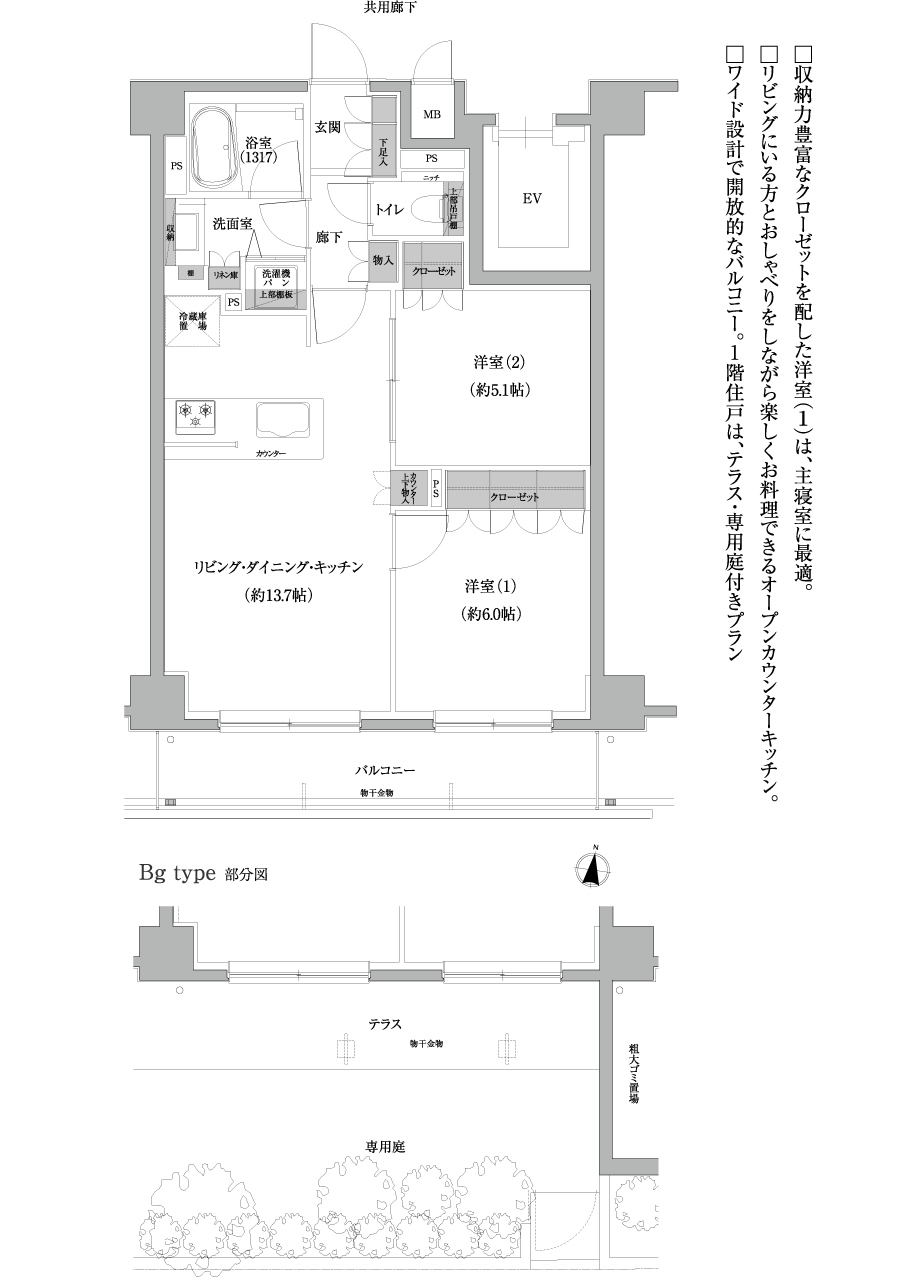 共用廊下
□収納力豊富なクローゼットを配した洋室(1)は、主寝室に最適。
□リビングにいる方とおしゃべりをしながら楽しくお料理できるオープンカウンターキッチン。
□ワイド設計で開放的なバルコニー。1階住戸は、テラス・専用庭付きプラン
MB
玄関
下足入
浴室
(1317)
PS
PS
ニッチ
トイレ
上部吊戸棚
EV
収納
洗面室
廊下
物入
クローゼット
棚
リネン庫
洗濯機
パン
上部棚板
PS
冷蔵庫
置場
洋室(2)
(約5.1帖)
カウンター
カウンター
上下物入
PS
クローゼット
リビング・ダイニング・キッチン
(約13.7帖)
洋室(1)
(約6.0帖)
バルコニー
物干金物
Bg type 部分図
N
テラス
物干金物
粗大ゴミ置場
専用庭